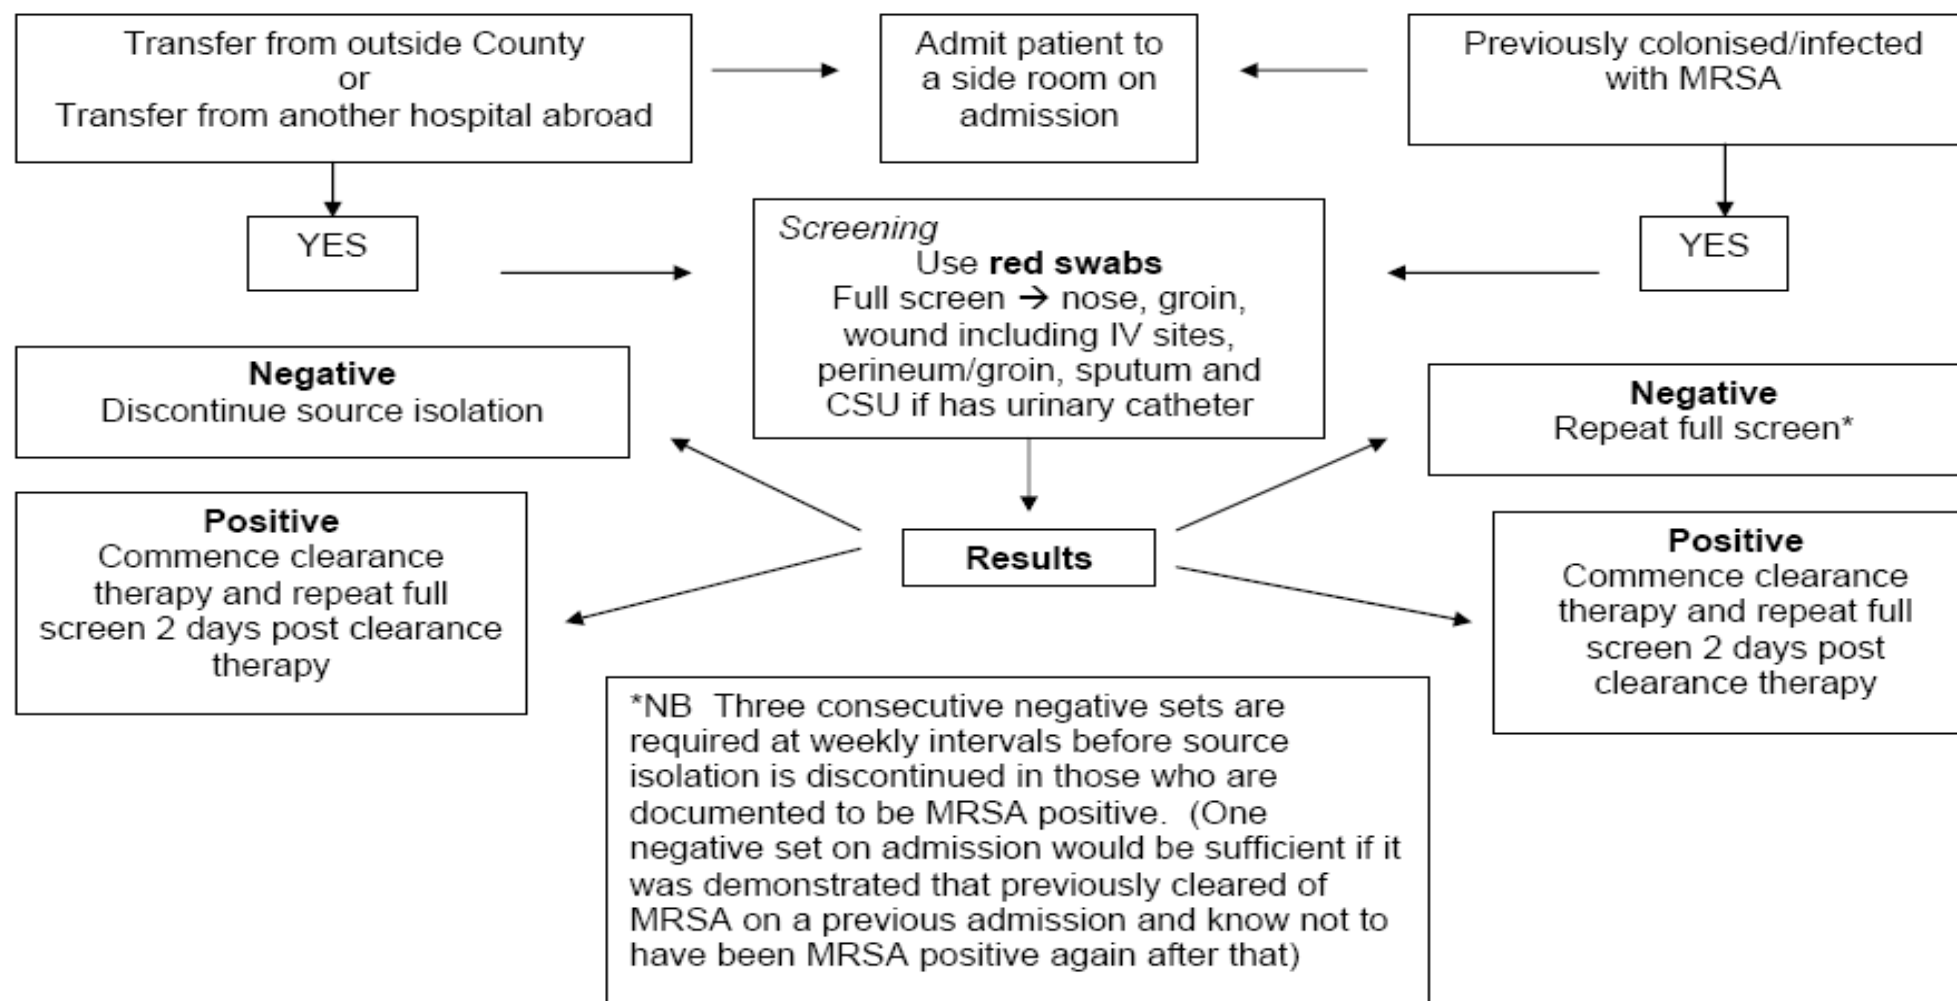 Transfer from outside County
or
Transfer from another hospital abroad
Admit patient to
a side room on
admission
Previously colonised/infected
with MRSA
YES
Screening
Use red swabs
Full screen → nose, groin,
wound including IV sites,
perineum/groin, sputum and
CSU if has urinary catheter
YES
Negative
Discontinue source isolation
Negative
Repeat full screen*
Positive
Commence clearance
therapy and repeat full
screen 2 days post clearance
therapy
Results
Positive
Commence clearance
therapy and repeat full
screen 2 days post
clearance therapy
*NB  Three consecutive negative sets are
required at weekly intervals before source
isolation is discontinued in those who are
documented to be MRSA positive.  (One
negative set on admission would be sufficient if it
was demonstrated that previously cleared of
MRSA on a previous admission and know not to
have been MRSA positive again after that)